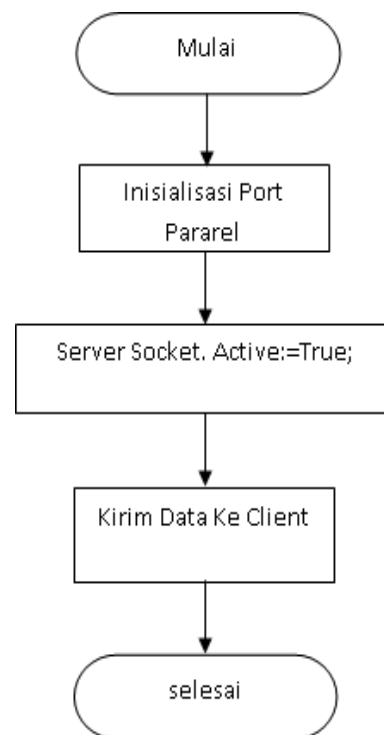 Mulai
Inisialisasi Port
Pararel
Server Socket. Active:=True;
Kirim Data Ke Client
selesai